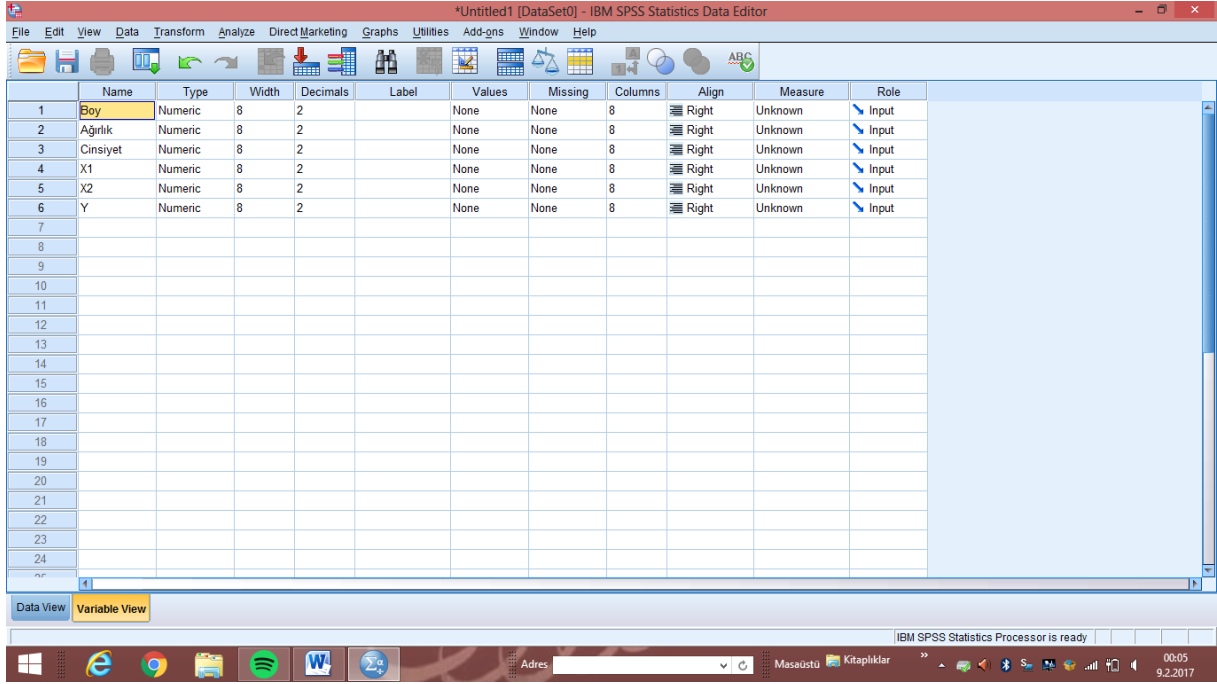 *Untitled1 [DataSet0] - IBM SPSS Statistics Data Editor
File Edit View Data Transform Analyze Direct Marketing Graphs Utilities Add-ons Window Help
Name Type Width Decimals Label Values Missing Columns Align Measure Role
1 Boy Numeric 8 2 None None 8 Right Unknown Input
2 Ağırlık Numeric 8 2 None None 8 Right Unknown Input
3 Cinsiyet Numeric 8 2 None None 8 Right Unknown Input
4 X1 Numeric 8 2 None None 8 Right Unknown Input
5 X2 Numeric 8 2 None None 8 Right Unknown Input
6 Y Numeric 8 2 None None 8 Right Unknown Input
7
8
9
10
11
12
13
14
15
16
17
18
19
20
21
22
23
24
Data View Variable View
IBM SPSS Statistics Processor is ready
Adres Masaüstü Kitaplıklar 00:05
9.2.2017